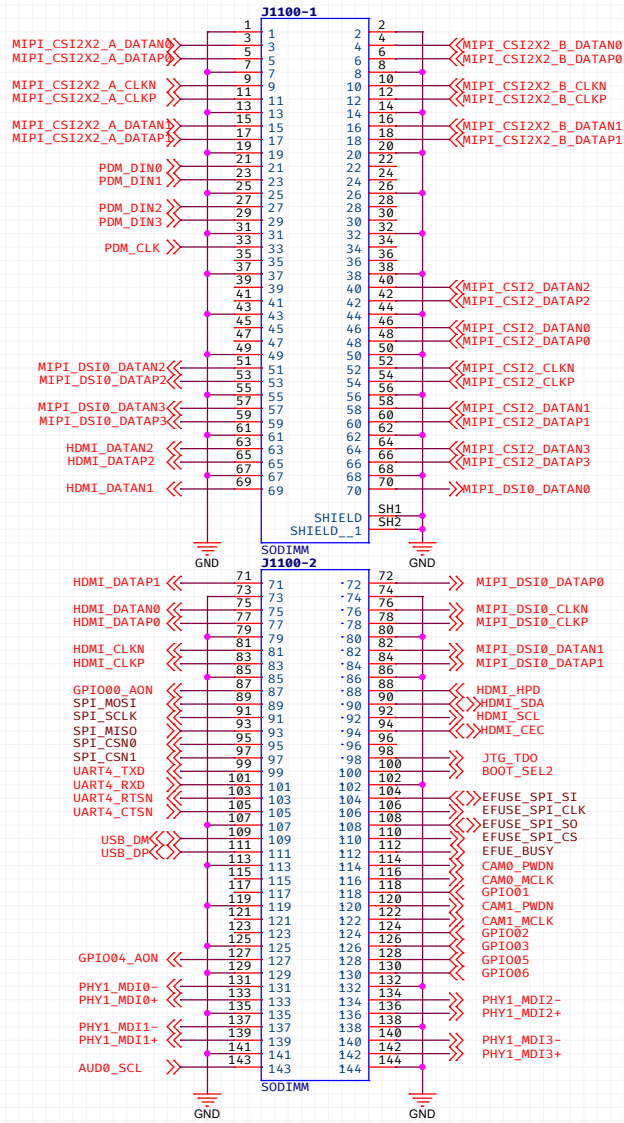 J1100-1
1 1 2 2
MIPI_CSI2X2_A_DATAN0 3 3 4 4 MIPI_CSI2X2_B_DATAN0
MIPI_CSI2X2_A_DATAP0 5 5 6 6 MIPI_CSI2X2_B_DATAP0
7 7 8 8
MIPI_CSI2X2_A_CLKN 9 9 10 10 MIPI_CSI2X2_B_CLKN
MIPI_CSI2X2_A_CLKP 11 11 12 12 MIPI_CSI2X2_B_CLKP
13 13 14 14
MIPI_CSI2X2_A_DATAN1 15 15 16 16 MIPI_CSI2X2_B_DATAN1
MIPI_CSI2X2_A_DATAP1 17 17 18 18 MIPI_CSI2X2_B_DATAP1
19 19 20 20
PDM_DIN0 21 21 22 22
PDM_DIN1 23 23 24 24
25 25 26 26
PDM_DIN2 27 27 28 28
PDM_DIN3 29 29 30 30
31 31 32 32
PDM_CLK 33 33 34 34
35 35 36 36
37 37 38 38
39 39 40 40 MIPI_CSI2_DATAN2
41 41 42 42 MIPI_CSI2_DATAP2
43 43 44 44
45 45 46 46 MIPI_CSI2_DATAN0
47 47 48 48 MIPI_CSI2_DATAP0
49 49 50 50
MIPI_DSI0_DATAN2 51 51 52 52 MIPI_CSI2_CLKN
MIPI_DSI0_DATAP2 53 53 54 54 MIPI_CSI2_CLKP
55 55 56 56
MIPI_DSI0_DATAN3 57 57 58 58 MIPI_CSI2_DATAN1
MIPI_DSI0_DATAP3 59 59 60 60 MIPI_CSI2_DATAP1
61 61 62 62
HDMI_DATAN2 63 63 64 64 MIPI_CSI2_DATAN3
HDMI_DATAP2 65 65 66 66 MIPI_CSI2_DATAP3
67 67 68 68
HDMI_DATAN1 69 69 70 70 MIPI_DSI0_DATAN0
SHIELD SH1
SHIELD__1 SH2
SODIMM
GND GND
J1100-2
HDMI_DATAP1 71 71 72 72 MIPI_DSI0_DATAP0
73 73 74 74
HDMI_DATAN0 75 75 76 76 MIPI_DSI0_CLKN
HDMI_DATAP0 77 77 78 78 MIPI_DSI0_CLKP
79 79 80 80
HDMI_CLKN 81 81 82 82 MIPI_DSI0_DATAN1
HDMI_CLKP 83 83 84 84 MIPI_DSI0_DATAP1
85 85 86 86
GPIO00_AON 87 87 88 88 HDMI_HPD
SPI_MOSI 89 89 90 90 HDMI_SDA
SPI_SCLK 91 91 92 92 HDMI_SCL
SPI_MISO 93 93 94 94 HDMI_CEC
SPI_CSN0 95 95 96 96
SPI_CSN1 97 97 98 98 JTG_TDO
UART4_TXD 99 99 100 100 BOOT_SEL2
UART4_RXD 101 101 102 102
UART4_RTSN 103 103 104 104 EFUSE_SPI_SI
UART4_CTSN 105 105 106 106 EFUSE_SPI_CLK
107 107 108 108 EFUSE_SPI_SO
USB_DM 109 109 110 110 EFUSE_SPI_CS
USB_DP 111 111 112 112 EFUE_BUSY
113 113 114 114 CAM0_PWDN
115 115 116 116 CAM0_MCLK
117 117 118 118 GPIO01
119 119 120 120 CAM1_PWDN
121 121 122 122 CAM1_MCLK
123 123 124 124 GPIO02
125 125 126 126 GPIO03
GPIO04_AON 127 127 128 128 GPIO05
129 129 130 130 GPIO06
PHY1_MDI0- 131 131 132 132
PHY1_MDI0+ 133 133 134 134 PHY1_MDI2-
135 135 136 136 PHY1_MDI2+
PHY1_MDI1- 137 137 138 138
PHY1_MDI1+ 139 139 140 140 PHY1_MDI3-
141 141 142 142 PHY1_MDI3+
AUD0_SCL 143 143 144 144
SODIMM
GND GND